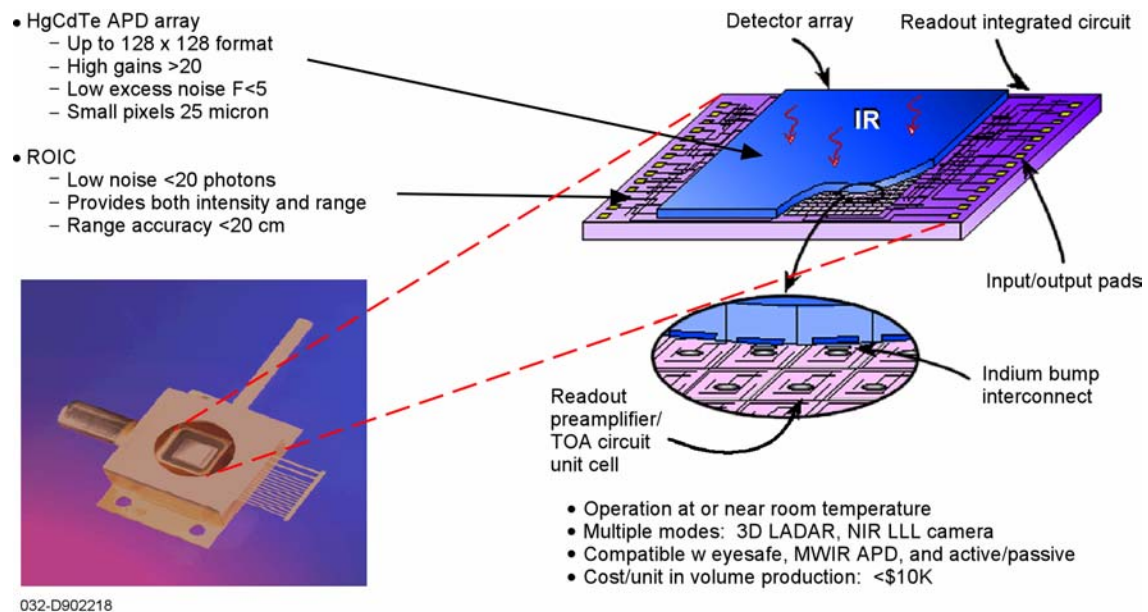 • HgCdTe APD array
– Up to 128 x 128 format
– High gains >20
– Low excess noise F<5
– Small pixels 25 micron
• ROIC
– Low noise <20 photons
– Provides both intensity and range
– Range accuracy <20 cm
Detector array
Readout integrated circuit
IR
Input/output pads
Indium bump
interconnect
Readout
preamplifier/
TOA circuit
unit cell
• Operation at or near room temperature
• Multiple modes: 3D LADAR, NIR LLL camera
• Compatible w eyesafe, MWIR APD, and active/passive
• Cost/unit in volume production: <$10K
032-D902218